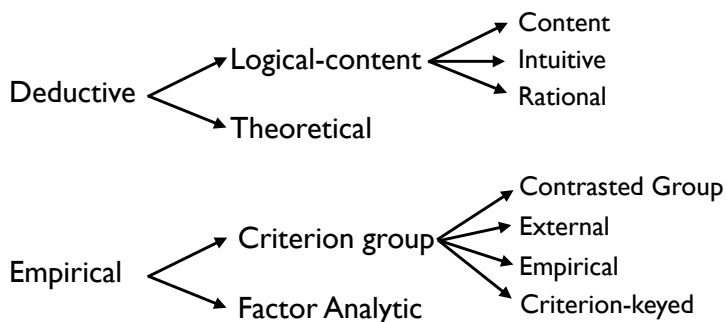 Content
Logical-content
Intuitive
Rational
Deductive
Theoretical
Contrasted Group
External
Criterion group
Empirical
Empirical
Factor Analytic
Criterion-keyed